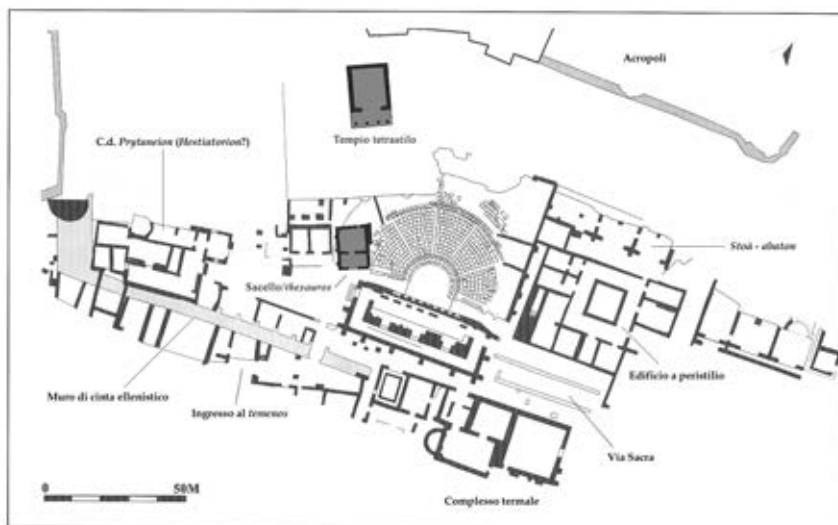 Acropoli
Tempio tetrastilo
C.d. Prytaneion (Hestiatorion?)
Stoà - abaton
Sacello/thesauros
Edificio a peristilio
Muro di cinta ellenistico
Ingresso al temenos
Via Sacra
0 50M
Complesso termale